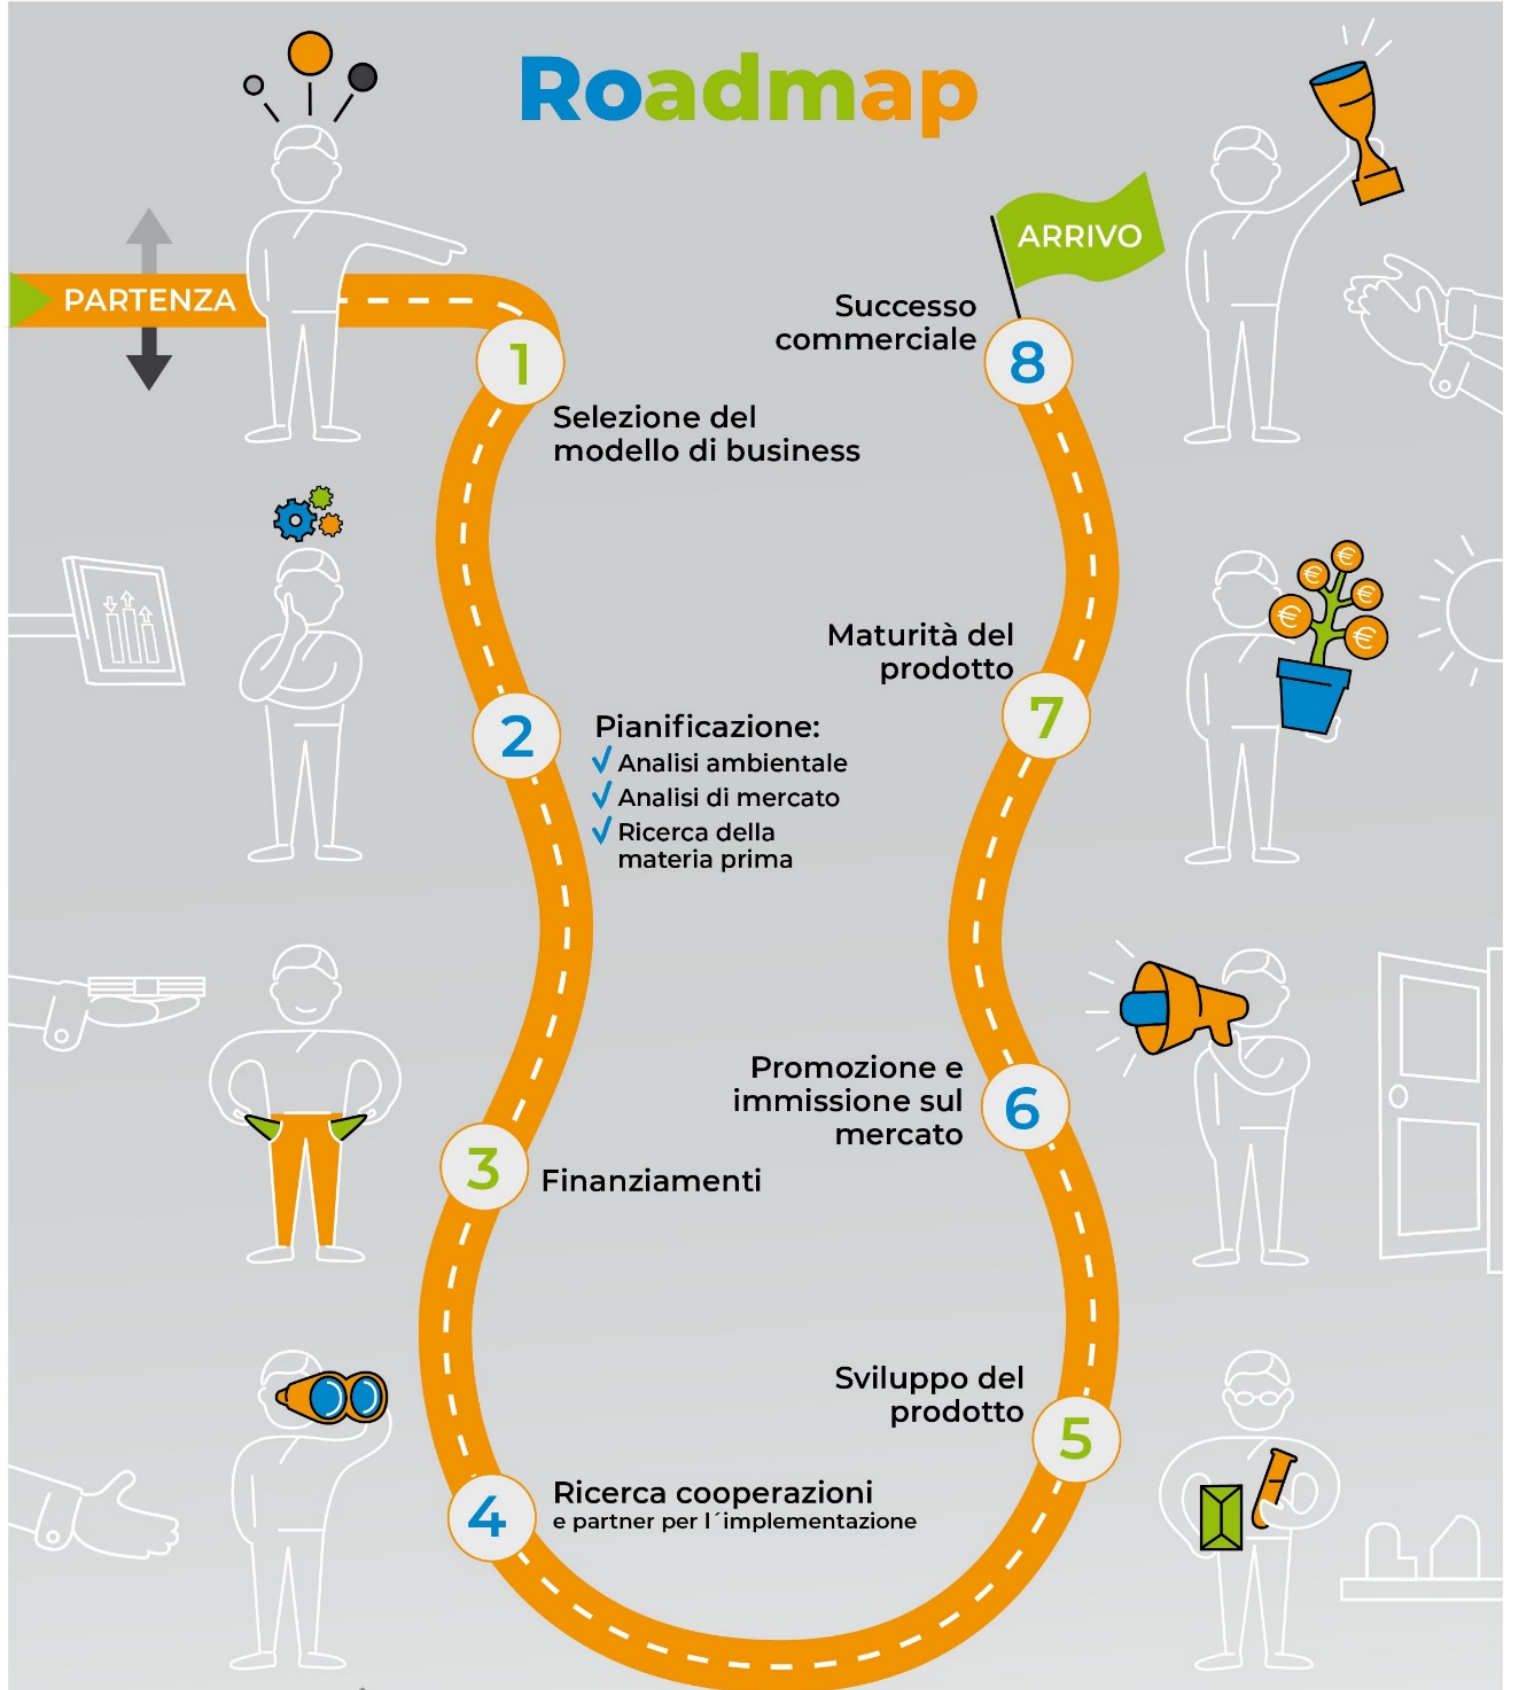 Roadmap
PARTENZA
1
Selezione del
modello di business
2
Pianificazione:
√ Analisi ambientale
√ Analisi di mercato
√ Ricerca della
materia prima
3
Finanziamenti
4
Ricerca cooperazioni
e partner per l´implementazione
5
Sviluppo del
prodotto
6
Promozione e
immissione sul
mercato
7
Maturità del
prodotto
€
€
€
€
€
8
Successo
commerciale
ARRIVO